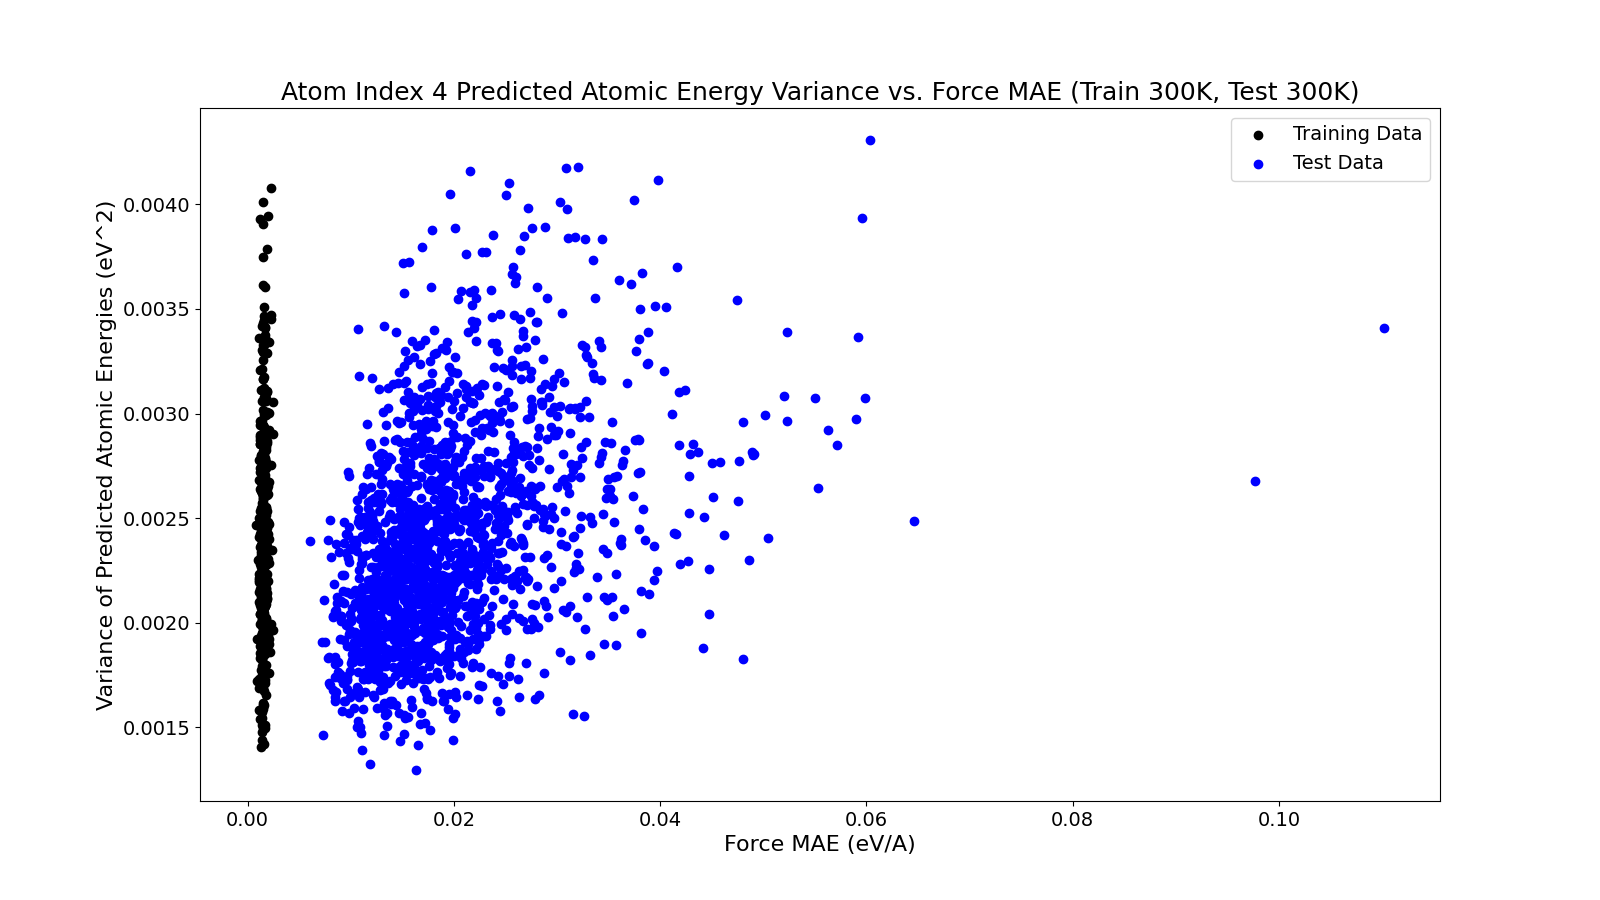 Atom Index 4 Predicted Atomic Energy Variance vs. Force MAE (Train 300K, Test 300K)
Training Data
Test Data
Variance of Predicted Atomic Energies (eV^2)
0.0040
0.0035
0.0030
0.0025
0.0020
0.0015
0.00 0.02 0.04 0.06 0.08 0.10
Force MAE (eV/A)